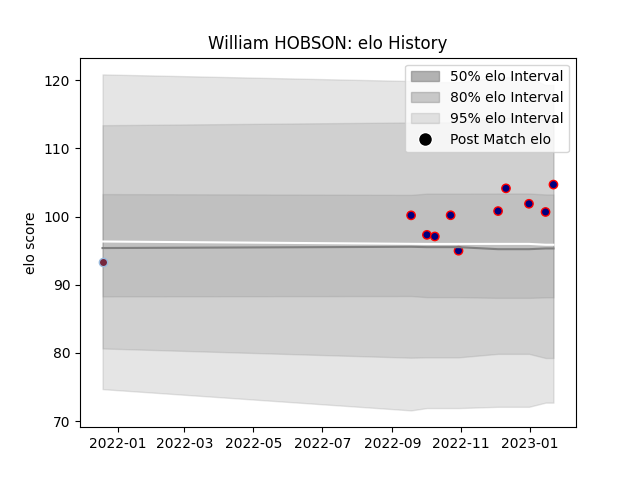 William HOBSON: elo History
50% elo Interval
80% elo Interval
95% elo Interval
Post Match elo
elo score
120
110
100
90
80
70
2022-01 2022-03 2022-05 2022-07 2022-09 2022-11 2023-01